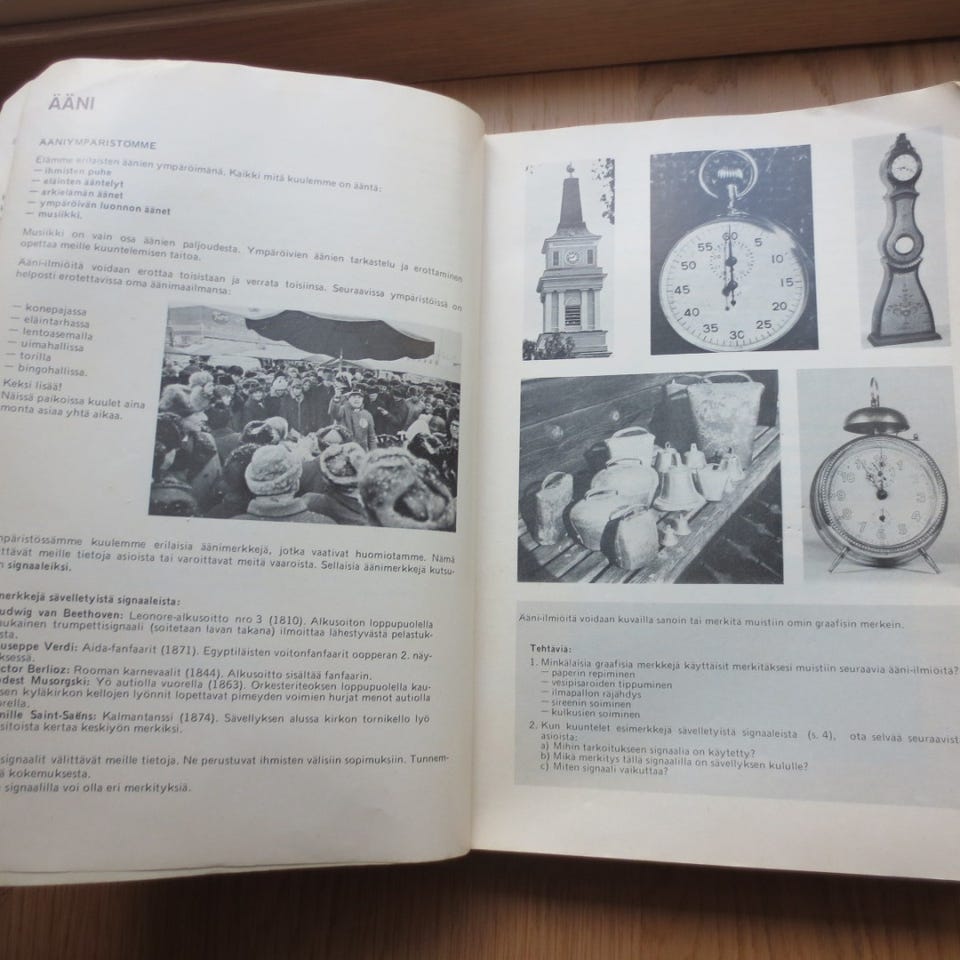 ÄÄNI
ÄÄNIYMPÄRISTÖMME
Elämme erilaisten äänien ympäröimänä. Kaikki mitä kuulemme on ääntä:
— ihmisten puhe
— eläinten ääntelyt
— arkielämän äänet
— ympäröivän luonnon äänet
— musiikki.
Musiikki on vain osa äänien paljoudesta. Ympäröivien äänien tarkastelu ja erottaminen
opettaa meille kuuntelemisen taitoa.
Ääni-ilmiöitä voidaan erottaa toisistaan ja verrata toisiinsa. Seuraavissa ympäristöissä on
helposti erotettavissa oma äänimaailmansa:
— konepajassa
— eläintarhassa
— lentoasemalla
— uimahallissa
— torilla
— bingohallissa.
Keksi lisää!
Näissä paikoissa kuulet aina
monta asiaa yhtä aikaa.
mpäristössämme kuulemme erilaisia äänimerkkejä, jotka vaativat huomiotamme. Nämä
ittävät meille tietoja asioista tai varoittavat meitä vaaroista. Sellaisia äänimerkkejä kutsu-
n signaaleiksi.
merkkejä sävelletyistä signaaleista:
udwig van Beethoven: Leonore-alkusoitto nro 3 (1810). Alkusoiton loppupuolella
aukainen trumpettisignaali (soitetaan lavan takana) ilmoittaa lähestyvästä pelastuk-
sta.
useppe Verdi: Aida-fanfaarit (1871). Egyptiläisten voitonfanfaarit oopperan 2. näy-
ksessä.
ctor Berlioz: Rooman karnevaalit (1844). Alkusoitto sisältää fanfaarin.
dest Musorgski: Yö autiolla vuorella (1863). Orkesteriteoksen loppupuolella kau-
sen kyläkirkon kellojen lyönnit lopettavat pimeyden voimien hurjat menot autiolla
orella.
mille Saint-Saëns: Kalmantanssi (1874). Sävellyksen alussa kirkon tornikello lyö
sitoista kertaa keskiyön merkiksi.
signaalit välittävät meille tietoja. Ne perustuvat ihmisten välisiin sopimuksiin. Tunnem-
ä kokemuksesta.
signaalilla voi olla eri merkityksiä.
60
5
10
15
20
25
30
35
40
45
50
55
Ääni-ilmiöitä voidaan kuvailla sanoin tai merkitä muistiin omin graafisin merkein.
Tehtäviä:
1. Minkälaisia graafisia merkkejä käyttäisit merkitäksesi muistiin seuraavia ääni-ilmiöitä?
— paperin repiminen
— vesipisaroiden tippuminen
— ilmapallon räjähdys
— sireenin soiminen
— kulkusien soiminen
2. Kun kuuntelet esimerkkejä sävelletyistä signaaleista (s. 4), ota selvää seuraavista
asioista:
a) Mihin tarkoitukseen signaalia on käytetty?
b) Mikä merkitys tällä signaalilla on sävellyksen kululle?
c) Miten signaali vaikuttaa?